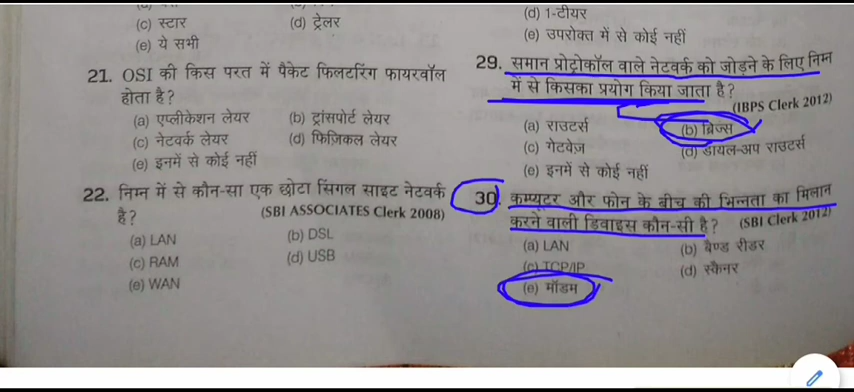 (c) स्टार (d) ट्रेलर
(e) ये सभी
21. OSI की किस परत में पैकेट फिलटरिंग फायरवॉल
होता है?
(a) एप्लीकेशन लेयर (b) ट्रांसपोर्ट लेयर
(c) नेटवर्क लेयर (d) फिज़िकल लेयर
(e) इनमें से कोई नहीं
22. निम्न में से कौन-सा एक छोटा सिंगल साइट नेटवर्क
है? (SBI ASSOCIATES Clerk 2008)
(a) LAN (b) DSL
(c) RAM (d) USB
(e) WAN
(d) 1-टीयर
(e) उपरोक्त में से कोई नहीं
29. समान प्रोट्रोकॉल वाले नेटवर्क को जोड़ने के लिए निम्न
में से किसका प्रयोग किया जाता है?
(IBPS Clerk 2012)
(a) राउटर्स (b) ब्रिज्स
(c) गेटवेज़ (d) डायल-अप राउटर्स
(e) इनमें से कोई नहीं
30. कम्प्यूटर और फोन के बीच की भिन्नता का मिलान
करने वाली डिवाइस कौन-सी है? (SBI Clerk 2012)
(a) LAN (b) बैण्ड रीडर
(c) TCP/IP (d) स्कैनर
(e) मॉडम